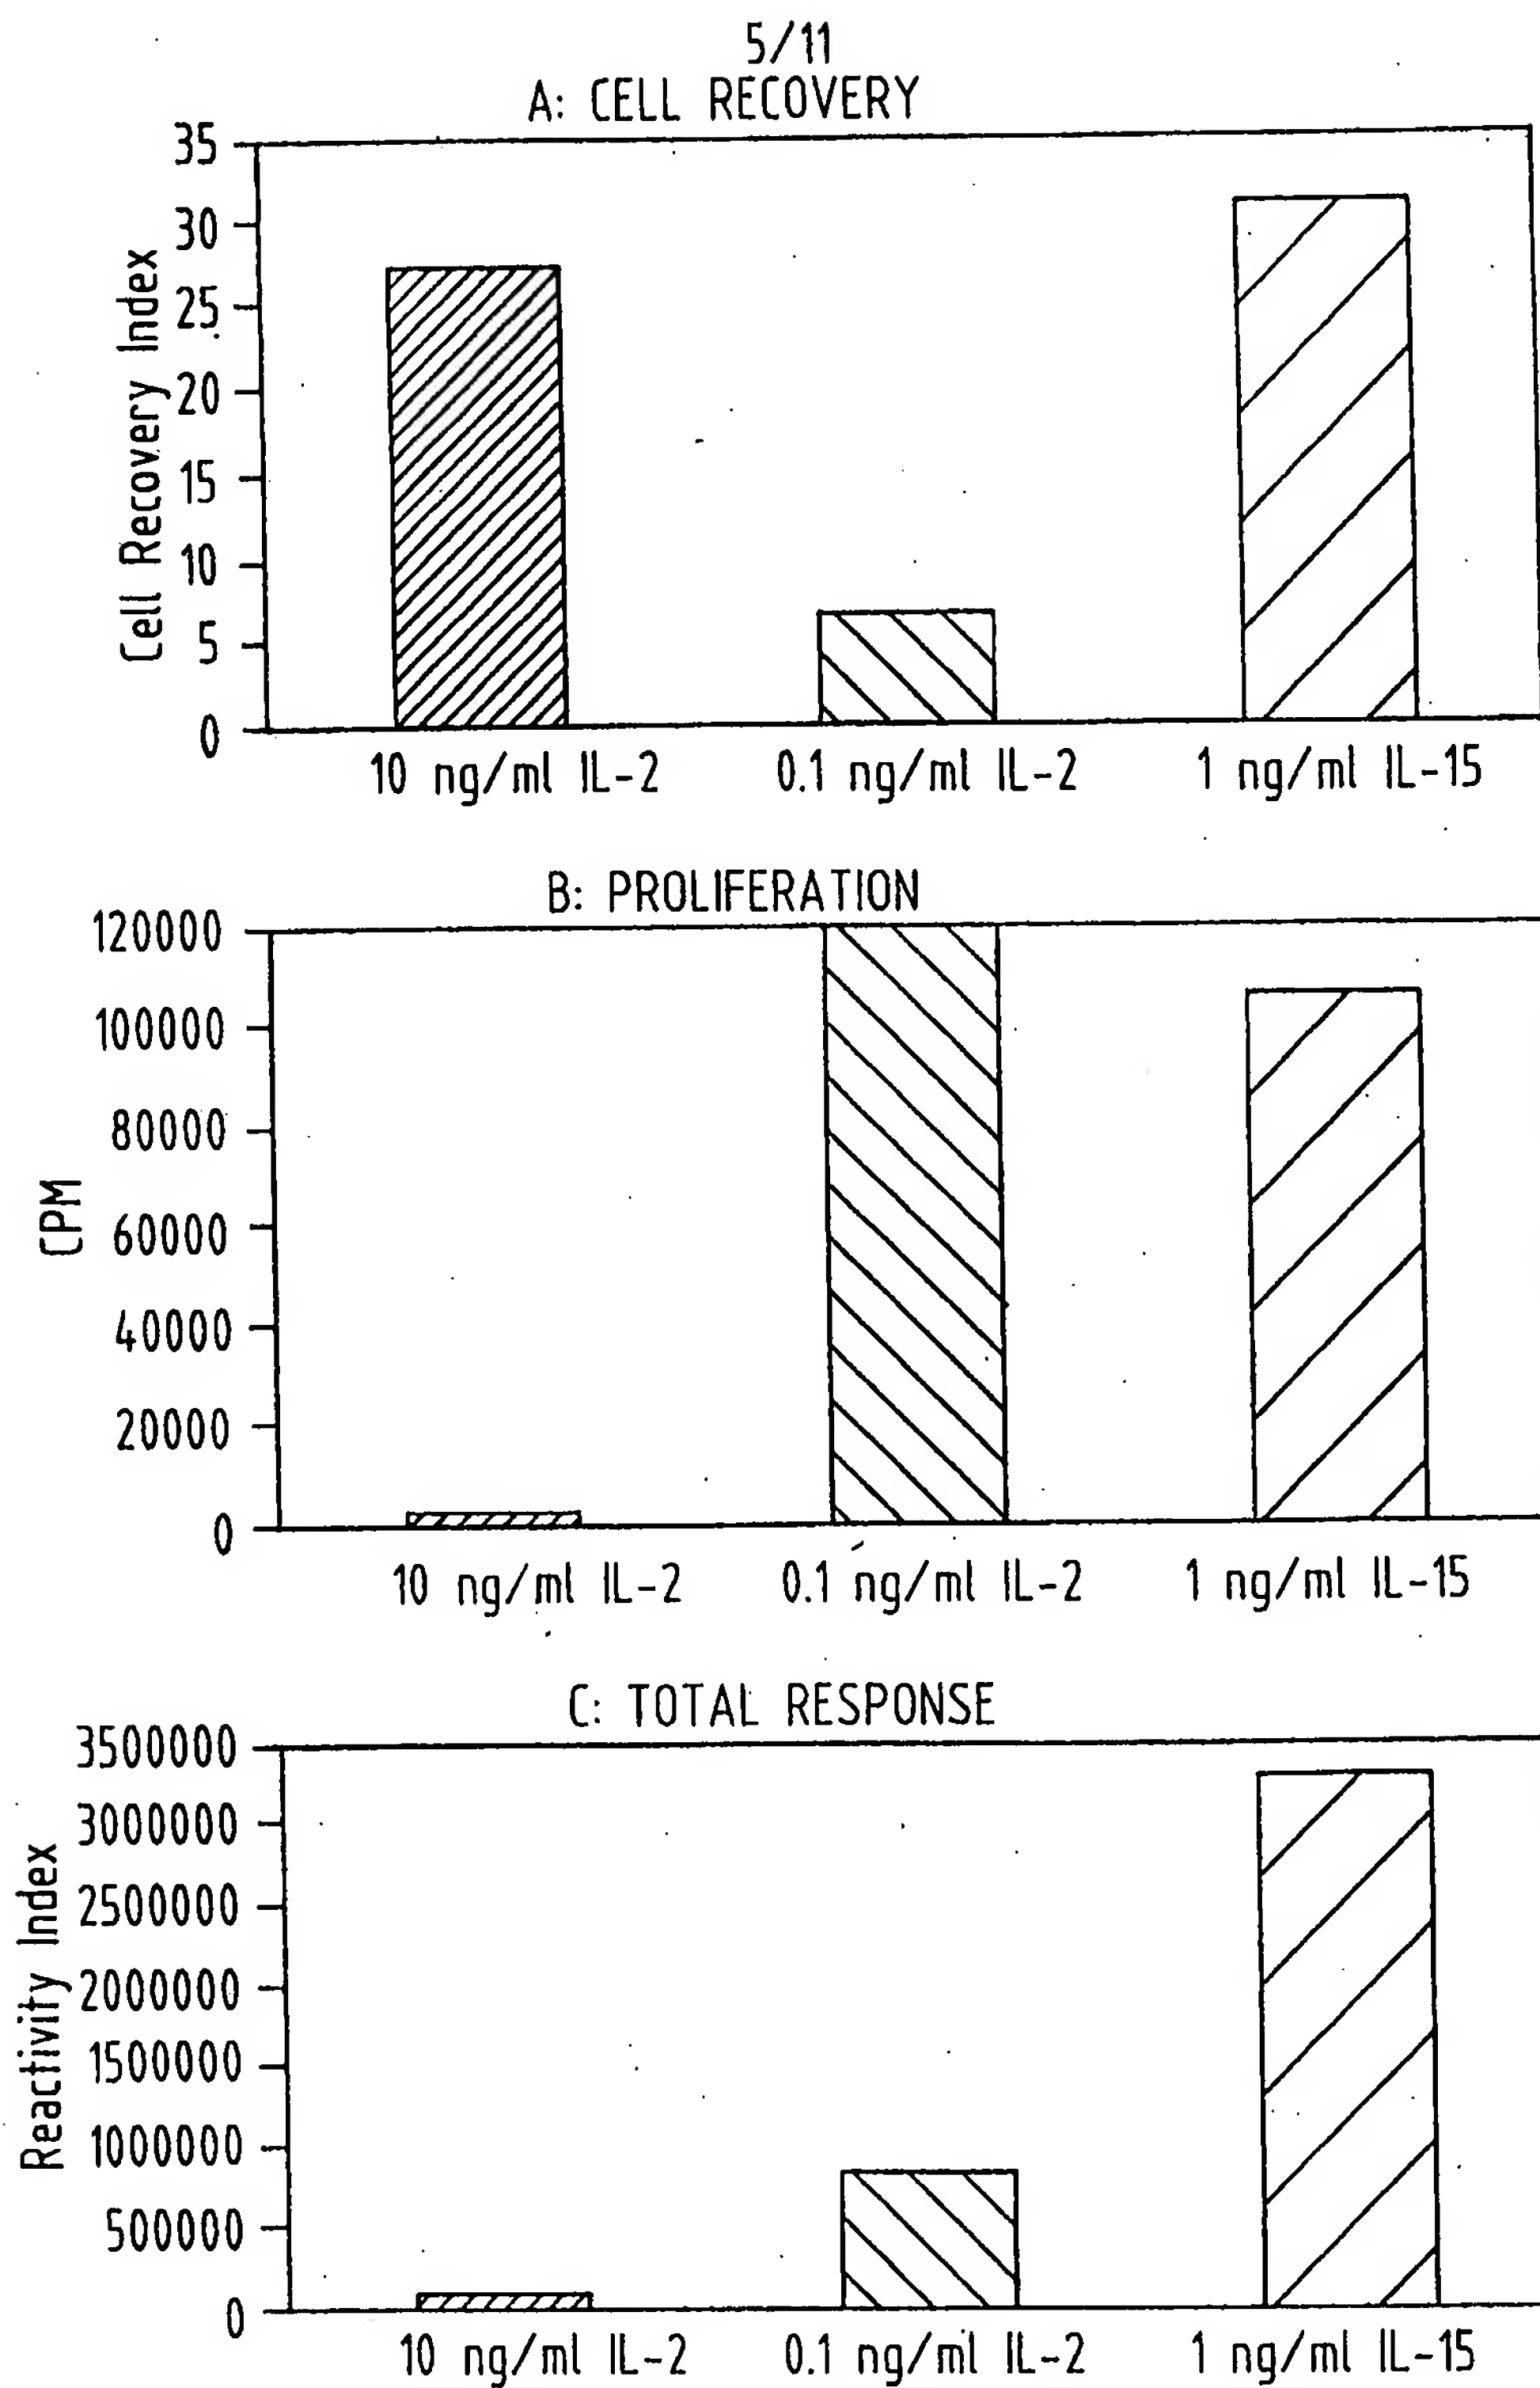 5/11
A: CELL RECOVERY
Cell Recovery Index
35
30
25
20
15
10
5
0
10 ng/ml IL-2 0.1 ng/ml IL-2 1 ng/ml IL-15
B: PROLIFERATION
CPM
120000
100000
80000
60000
40000
20000
0
10 ng/ml IL-2 0.1 ng/ml IL-2 1 ng/ml IL-15
C: TOTAL RESPONSE
Reactivity Index
3500000
3000000
2500000
2000000
1500000
1000000
500000
0
10 ng/ml IL-2 0.1 ng/ml IL-2 1 ng/ml IL-15